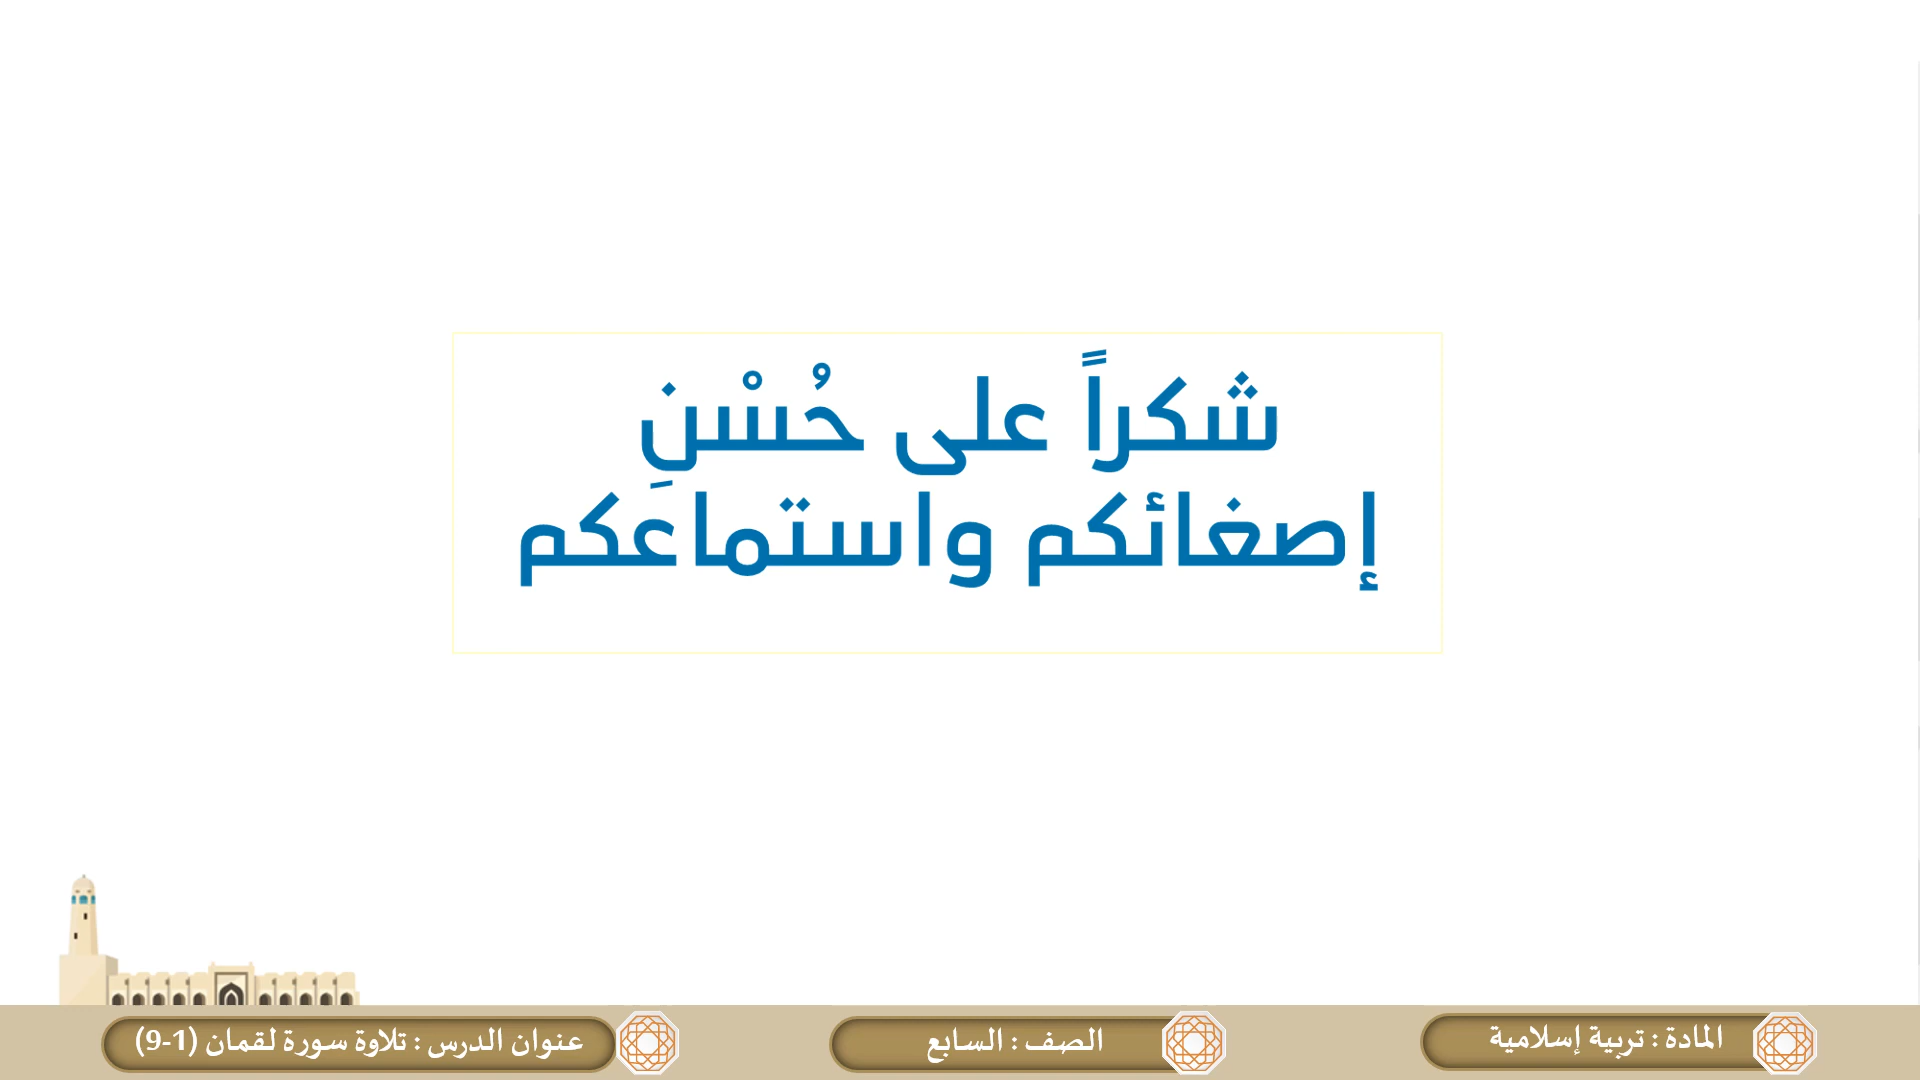 شكراً على حُسْنِ
إصغائكم واستماعكم
المادة : تربية إسلامية
الصف : السابع
عنوان الدرس : تلاوة سورة لقمان (1-9)